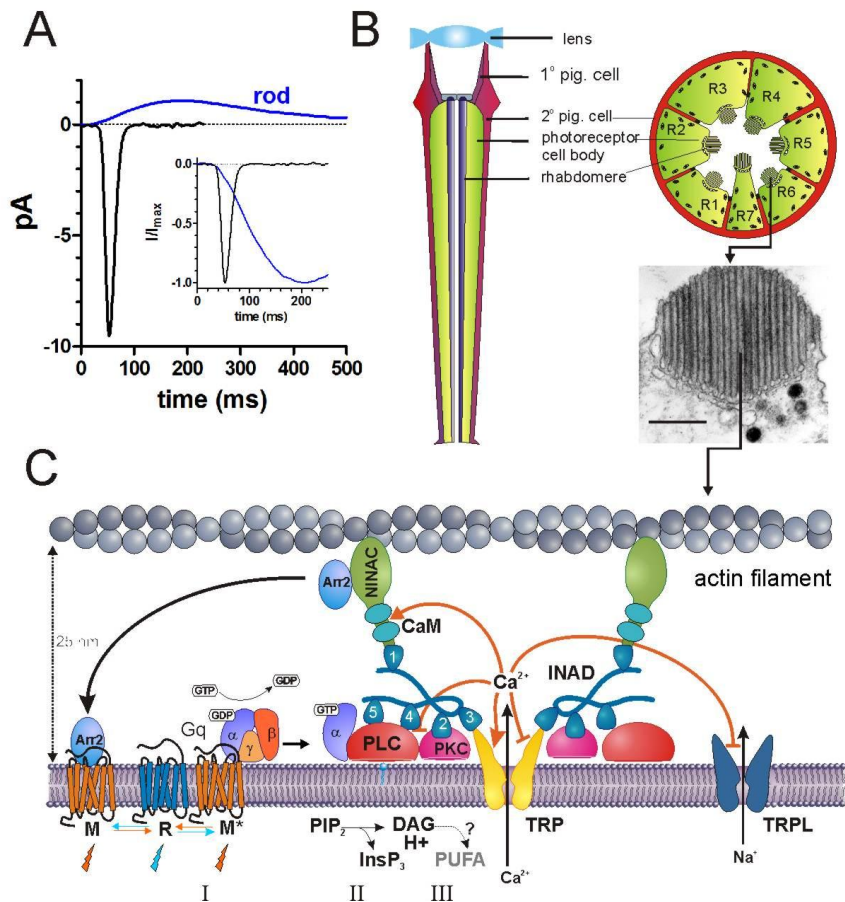 A
rod
0
-5
-10
pA
0 100 200 300 400 500
time (ms)
0.0
-0.5
-1.0
I/Imax
0 100 200
time (ms)
B
lens
1° pig. cell
2° pig. cell
photoreceptor
cell body
rhabdomere
R3
R4
R2
R5
R1
R7
R6
C
actin filament
25 nm
Arr2
NINAC
CaM
1
Ca²⁺
INAD
GTP
GDP
Gq
GDP
α
β
γ
GTP
α
5
4
2
3
PLC
PKC
Arr2
M
R
M*
PIP₂
DAG
H+
?
InsP₃
PUFA
TRP
Ca²⁺
TRPL
Na⁺
I
II
III